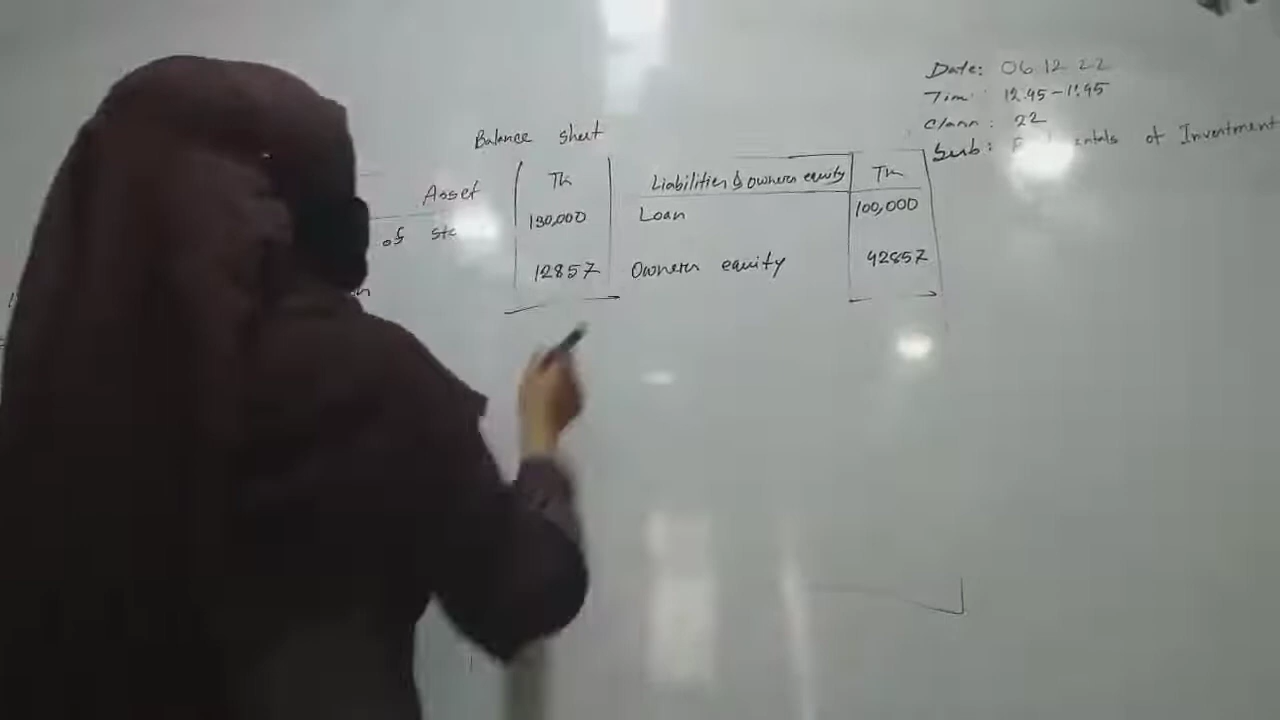 Date: 06 12 22
Tim: 12.45-1.45
Class: 22
Sub: ntals of Investment
Balance sheet
Asset Tk Liabilities & owners equity Tk
of 130,000 Loan 100,000
12857 Owners equity 42857